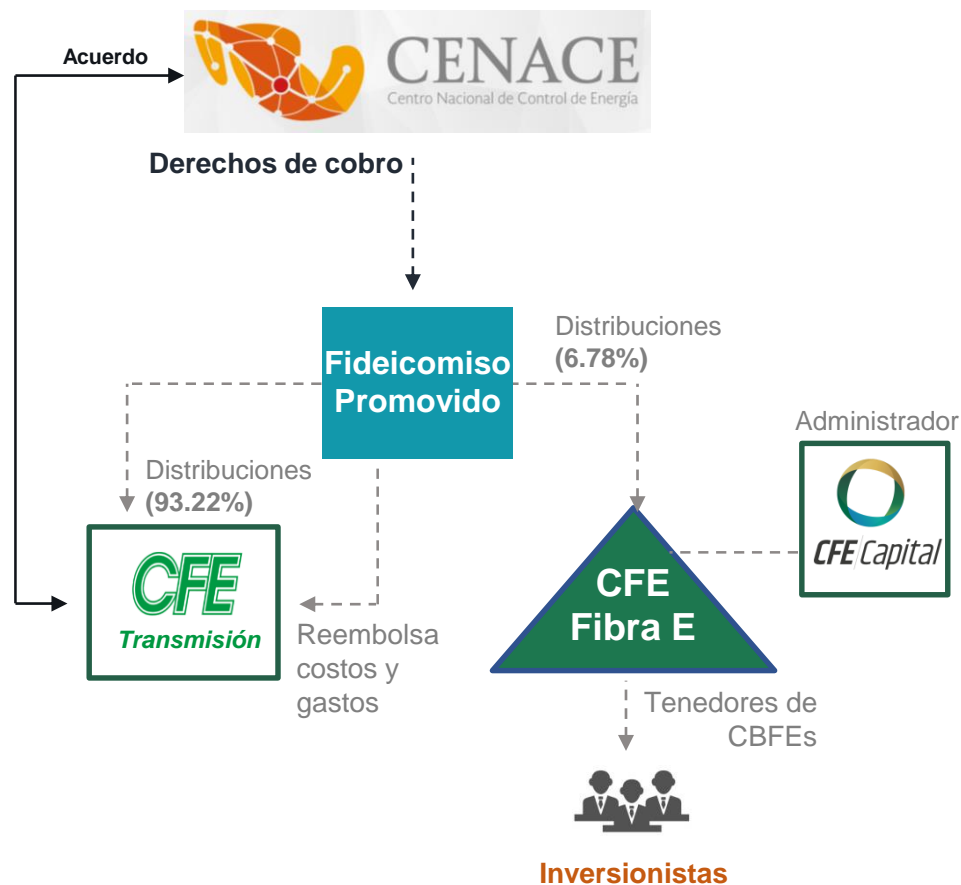 Acuerdo
CENACE
Centro Nacional de Control de Energía
Derechos de cobro
Fideicomiso
Promovido
Distribuciones
(6.78%)
Administrador
CFE Capital
Distribuciones
(93.22%)
CFE
Transmisión
Reembolsa
costos y
gastos
CFE
Fibra E
Tenedores de
CBFEs
Inversionistas